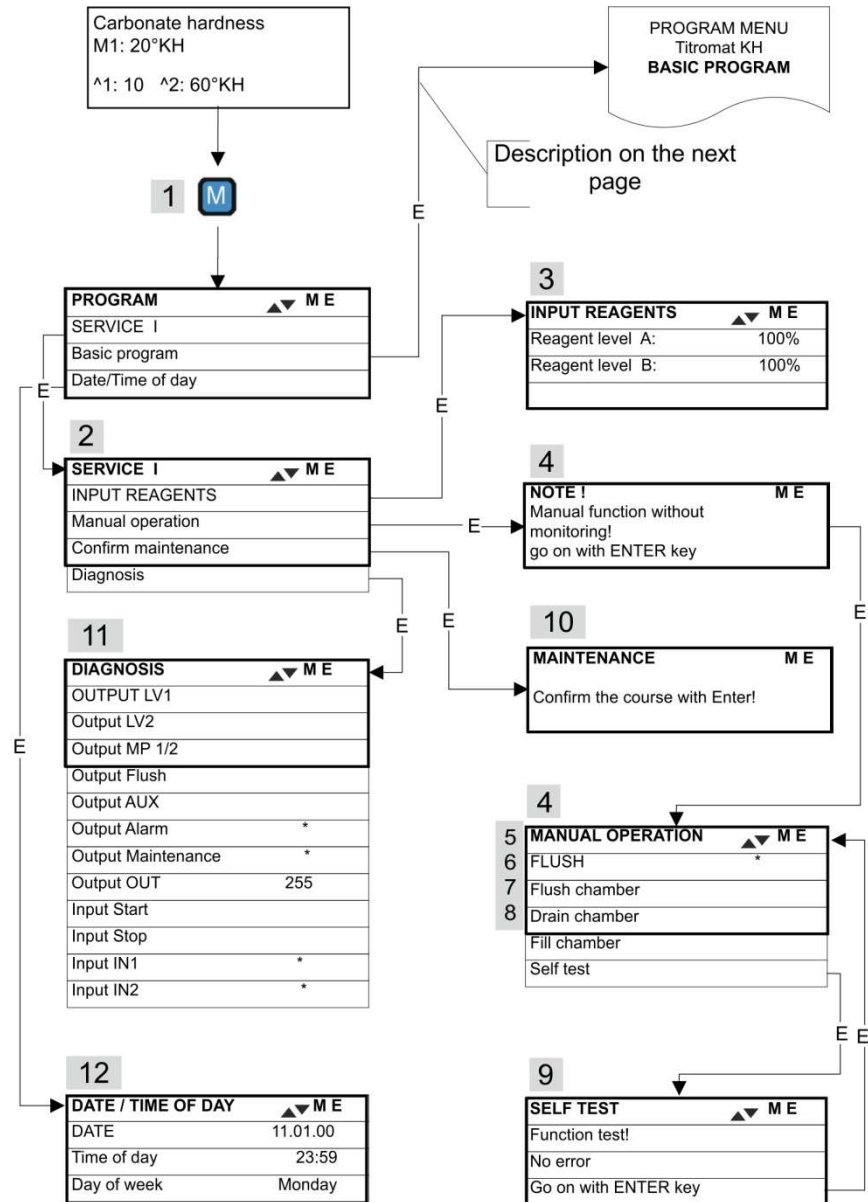 Carbonate hardness
M1: 20°KH
^1: 10 ^2: 60°KH
PROGRAM MENU
Titromat KH
BASIC PROGRAM
Description on the next
page
1 M
E
PROGRAM ▲▼ M E
SERVICE I
Basic program
Date/Time of day
E
3
INPUT REAGENTS ▲▼ M E
Reagent level A: 100%
Reagent level B: 100%
E
2
SERVICE I ▲▼ M E
INPUT REAGENTS
Manual operation
Confirm maintenance
Diagnosis
E
4
NOTE ! M E
Manual function without
monitoring!
go on with ENTER key
E
E
E
10
MAINTENANCE M E
Confirm the course with Enter!
11
DIAGNOSIS ▲▼ M E
OUTPUT LV1
Output LV2
Output MP 1/2
Output Flush
Output AUX
Output Alarm *
Output Maintenance *
Output OUT 255
Input Start
Input Stop
Input IN1 *
Input IN2 *
E
4
5 MANUAL OPERATION ▲▼ M E
6 FLUSH *
7 Flush chamber
8 Drain chamber
Fill chamber
Self test
E E
12
DATE / TIME OF DAY ▲▼ M E
DATE 11.01.00
Time of day 23:59
Day of week Monday
9
SELF TEST ▲▼ M E
Function test!
No error
Go on with ENTER key